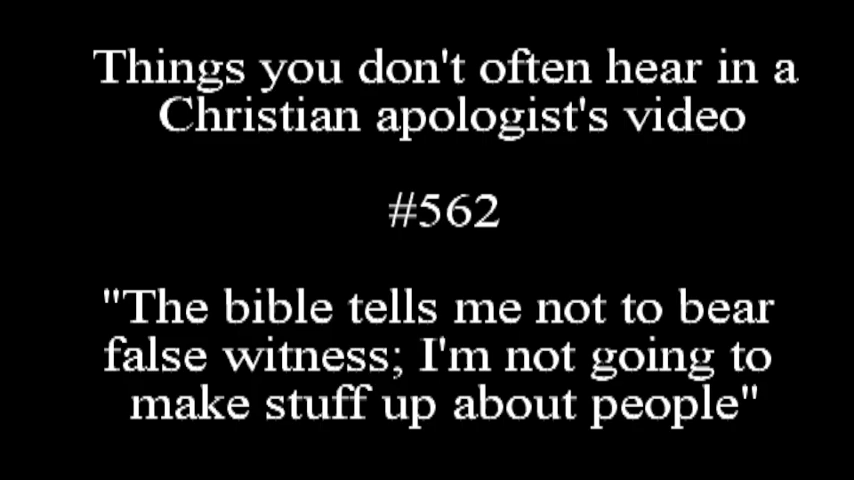 Things you don't often hear in a
Christian apologist's video
#562
"The bible tells me not to bear
false witness; I'm not going to
make stuff up about people"